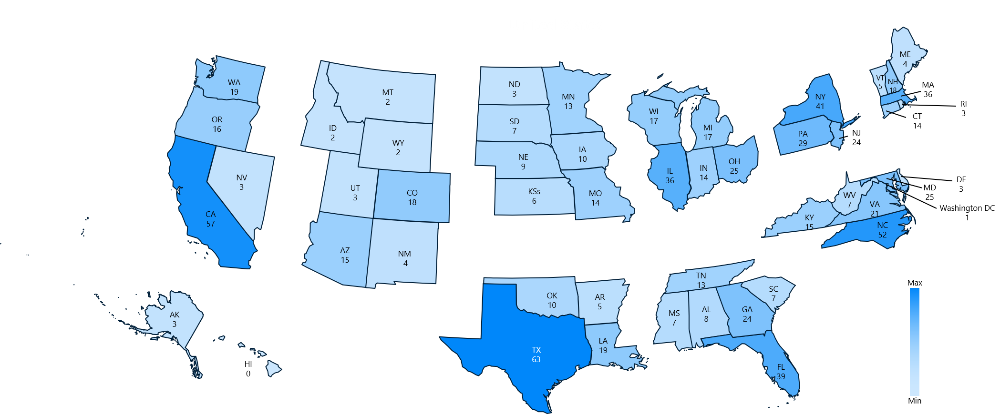 WA
19
OR
16
CA
57
NV
3
AK
3
HI
0
MT
2
ID
2
WY
2
UT
3
CO
18
AZ
15
NM
4
ND
3
MN
13
SD
7
NE
9
IA
10
KSs
6
MO
14
WI
17
MI
17
IL
36
IN
14
OH
25
NY
41
PA
29
NJ
24
ME
4
VT
5
NH
18
MA
36
RI
3
CT
14
DE
3
MD
25
Washington DC
1
WV
7
VA
21
KY
15
NC
52
OK
10
AR
5
TX
63
LA
19
TN
13
MS
7
AL
8
GA
24
SC
7
FL
39
Max
Min